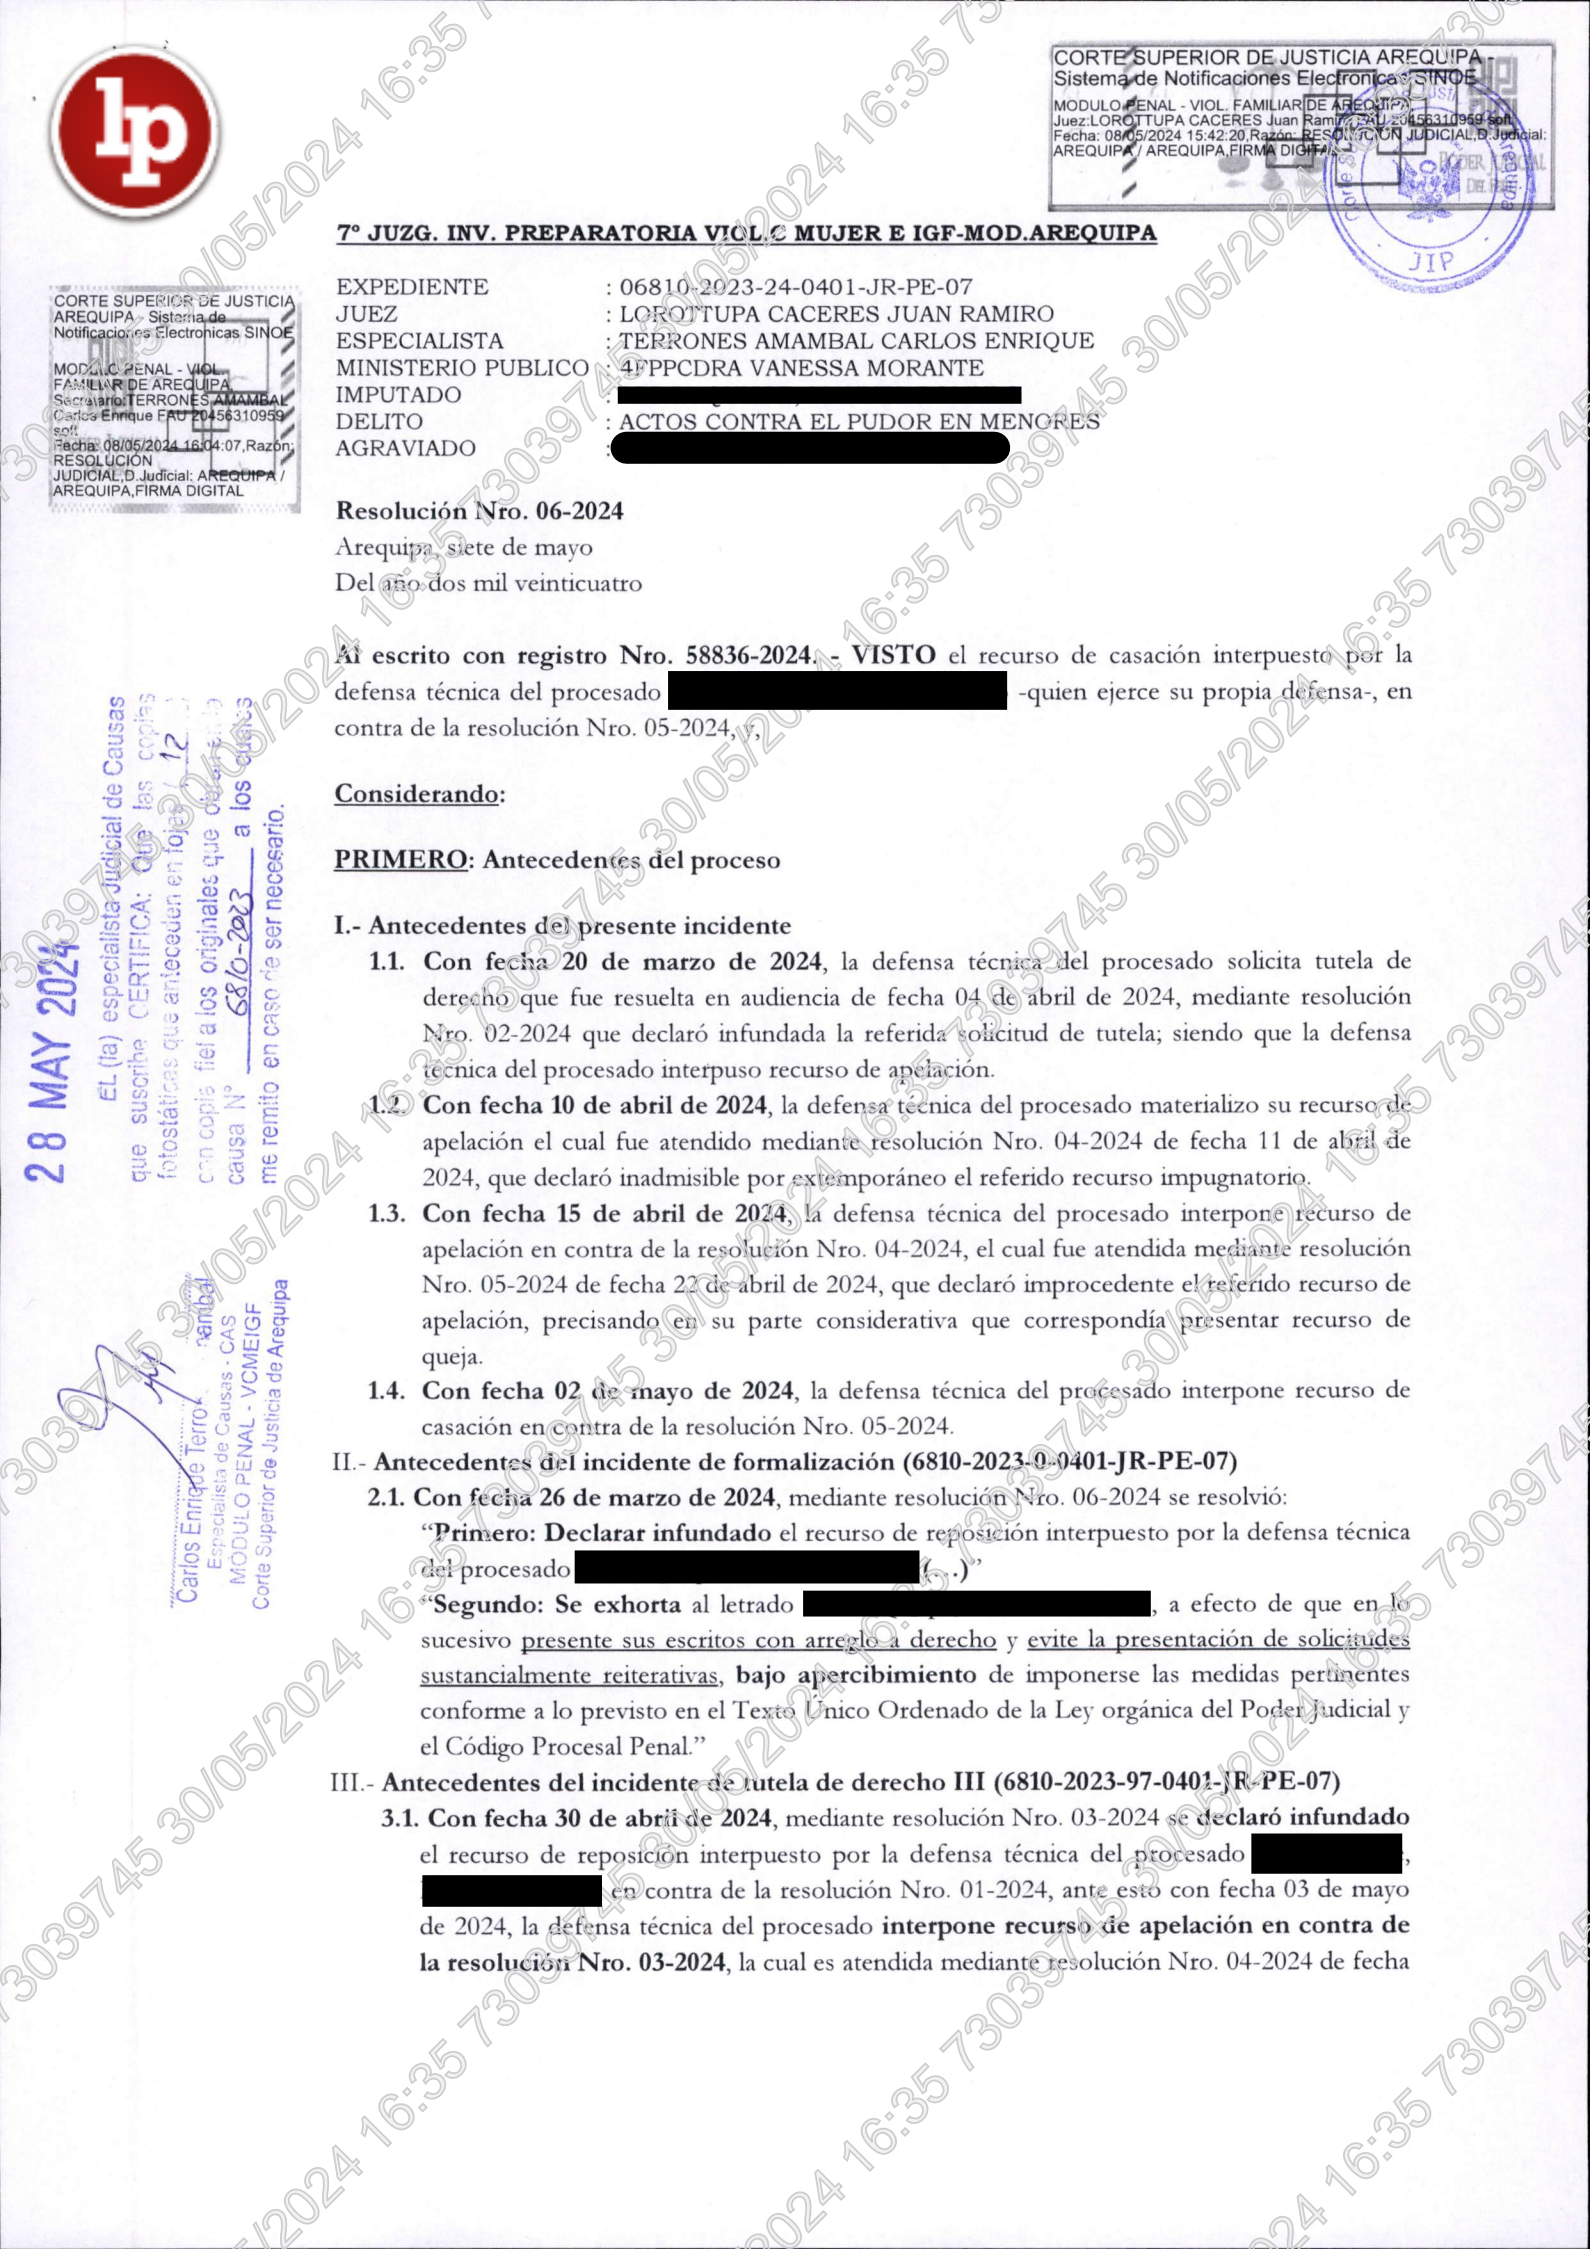 lp
CORTE SUPERIOR DE JUSTICIA AREQUIPA -
Sistema de Notificaciones Electronicas SINOE
MODULO PENAL - VIOL. FAMILIAR DE AREQUIPA,
Juez:LOROTTUPA CACERES Juan Ramiro FAU 20456310959 soft
Fecha: 08/05/2024 15:42:20,Razón: RESOLUCIÓN JUDICIAL,D.Judicial:
AREQUIPA / AREQUIPA,FIRMA DIGITAL
PODER JUDICIAL
DEL PERÚ
JIP
7° JUZG. INV. PREPARATORIA VIOL.C MUJER E IGF-MOD.AREQUIPA
CORTE SUPERIOR DE JUSTICIA
AREQUIPA - Sistema de
Notificaciones Electronicas SINOE
MODULO PENAL - VIOL.
FAMILIAR DE AREQUIPA,
Secretario:TERRONES AMAMBAL
Carlos Enrique FAU 20456310959
soft
Fecha: 08/05/2024 16:04:07,Razón:
RESOLUCIÓN
JUDICIAL,D.Judicial: AREQUIPA /
AREQUIPA,FIRMA DIGITAL
EXPEDIENTE : 06810-2023-24-0401-JR-PE-07
JUEZ : LOROTTUPA CACERES JUAN RAMIRO
ESPECIALISTA : TERRONES AMAMBAL CARLOS ENRIQUE
MINISTERIO PUBLICO : 4FPPCDRA VANESSA MORANTE
IMPUTADO :
DELITO : ACTOS CONTRA EL PUDOR EN MENORES
AGRAVIADO :
Resolución Nro. 06-2024
Arequipa, siete de mayo
Del año dos mil veinticuatro
Al escrito con registro Nro. 58836-2024. - VISTO el recurso de casación interpuesto por la
defensa técnica del procesado -quien ejerce su propia defensa-, en
contra de la resolución Nro. 05-2024, y,
Considerando:
PRIMERO: Antecedentes del proceso
I.- Antecedentes del presente incidente
1.1. Con fecha 20 de marzo de 2024, la defensa técnica del procesado solicita tutela de
derecho que fue resuelta en audiencia de fecha 04 de abril de 2024, mediante resolución
Nro. 02-2024 que declaró infundada la referida solicitud de tutela; siendo que la defensa
técnica del procesado interpuso recurso de apelación.
1.2. Con fecha 10 de abril de 2024, la defensa técnica del procesado materializo su recurso de
apelación el cual fue atendido mediante resolución Nro. 04-2024 de fecha 11 de abril de
2024, que declaró inadmisible por extemporáneo el referido recurso impugnatorio.
1.3. Con fecha 15 de abril de 2024, la defensa técnica del procesado interpone recurso de
apelación en contra de la resolución Nro. 04-2024, el cual fue atendida mediante resolución
Nro. 05-2024 de fecha 22 de abril de 2024, que declaró improcedente el referido recurso de
apelación, precisando en su parte considerativa que correspondía presentar recurso de
queja.
1.4. Con fecha 02 de mayo de 2024, la defensa técnica del procesado interpone recurso de
casación en contra de la resolución Nro. 05-2024.
II.- Antecedentes del incidente de formalización (6810-2023-0-0401-JR-PE-07)
2.1. Con fecha 26 de marzo de 2024, mediante resolución Nro. 06-2024 se resolvió:
“Primero: Declarar infundado el recurso de reposición interpuesto por la defensa técnica
del procesado (...)”
“Segundo: Se exhorta al letrado , a efecto de que en lo
sucesivo presente sus escritos con arreglo a derecho y evite la presentación de solicitudes
sustancialmente reiterativas, bajo apercibimiento de imponerse las medidas pertinentes
conforme a lo previsto en el Texto Único Ordenado de la Ley orgánica del Poder Judicial y
el Código Procesal Penal.”
III.- Antecedentes del incidente de tutela de derecho III (6810-2023-97-0401-JR-PE-07)
3.1. Con fecha 30 de abril de 2024, mediante resolución Nro. 03-2024 se declaró infundado
el recurso de reposición interpuesto por la defensa técnica del procesado ,
en contra de la resolución Nro. 01-2024, ante esto con fecha 03 de mayo
de 2024, la defensa técnica del procesado interpone recurso de apelación en contra de
la resolución Nro. 03-2024, la cual es atendida mediante resolución Nro. 04-2024 de fecha
28 MAY 2024
EL (la) especialista Judicial de Causas
que suscribe CERTIFICA: Que las copias
fotostáticas que anteceden en fojas ( 12 )
son copia fiel a los originales que obran en la
causa N° 6810-2023 a los cuales
me remito en caso de ser necesario.
Carlos Enrique Terro nambal
Especialista de Causas - CAS
MÓDULO PENAL - VCMEIGF
Corte Superior de Justicia de Arequipa
73039745 30/05/2024 16:35